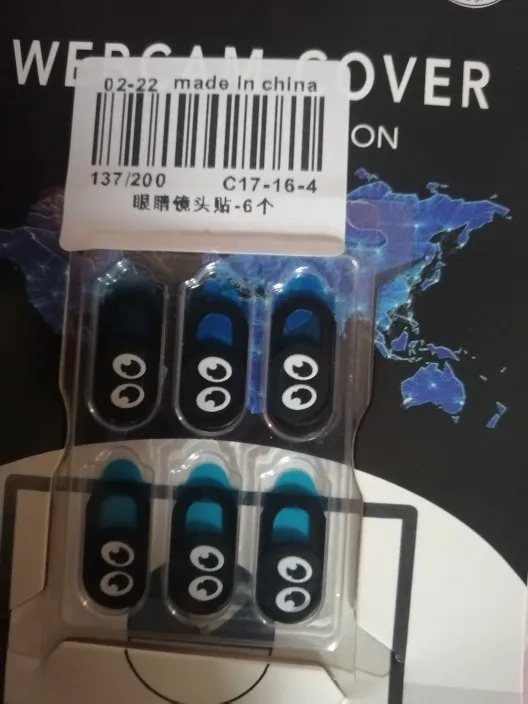 WEBCAM COVER
ON
02-22 made in china
137/200 C17-16-4
眼睛镜头贴-6个